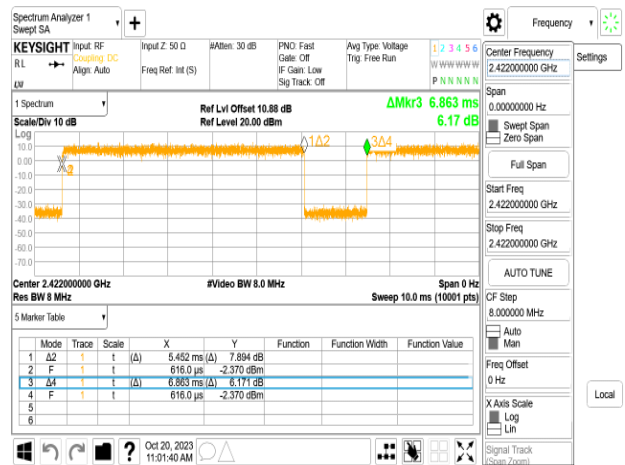 Spectrum Analyzer 1
Swept SA
Frequency
KEYSIGHT
RL
Input: RF
Coupling: DC
Align: Auto
Input Z: 50 Ω
Freq Ref: Int (S)
#Atten: 30 dB
PNO: Fast
Gate: Off
IF Gain: Low
Sig Track: Off
Avg Type: Voltage
Trig: Free Run
1 2 3 4 5 6
W W W W W W
P N N N N N
Center Frequency
2.422000000 GHz
Settings
Span
0.00000000 Hz
Swept Span
Zero Span
Full Span
Start Freq
2.422000000 GHz
Stop Freq
2.422000000 GHz
AUTO TUNE
CF Step
8.000000 MHz
Auto
Man
Freq Offset
0 Hz
X Axis Scale
Log
Lin
Local
Signal Track
(Span Zoom)
1 Spectrum
Scale/Div 10 dB
Ref Lvl Offset 10.88 dB
Ref Level 20.00 dBm
ΔMkr3 6.863 ms
6.17 dB
Log
10.0
0.00
-10.0
-20.0
-30.0
-40.0
-50.0
-60.0
-70.0
1Δ2
3Δ4
Center 2.422000000 GHz
Res BW 8 MHz
#Video BW 8.0 MHz
Span 0 Hz
Sweep 10.0 ms (10001 pts)
5 Marker Table
Mode Trace Scale X Y Function Function Width Function Value
1 Δ2 1 t (Δ) 5.452 ms (Δ) 7.894 dB
2 F 1 t 616.0 µs -2.370 dBm
3 Δ4 1 t (Δ) 6.863 ms (Δ) 6.171 dB
4 F 1 t 616.0 µs -2.370 dBm
5
6
Oct 20, 2023
11:01:40 AM